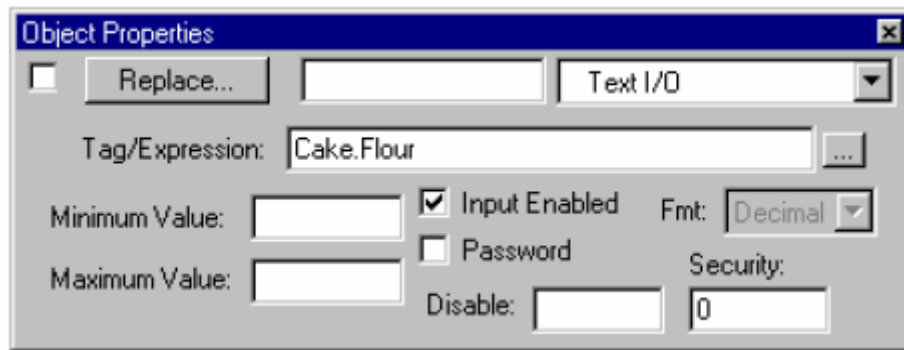 Object Properties
Replace... Text I/O
Tag/Expression: Cake.Flour ...
Minimum Value: Input Enabled Fmt: Decimal
Password
Maximum Value: Security:
Disable: 0